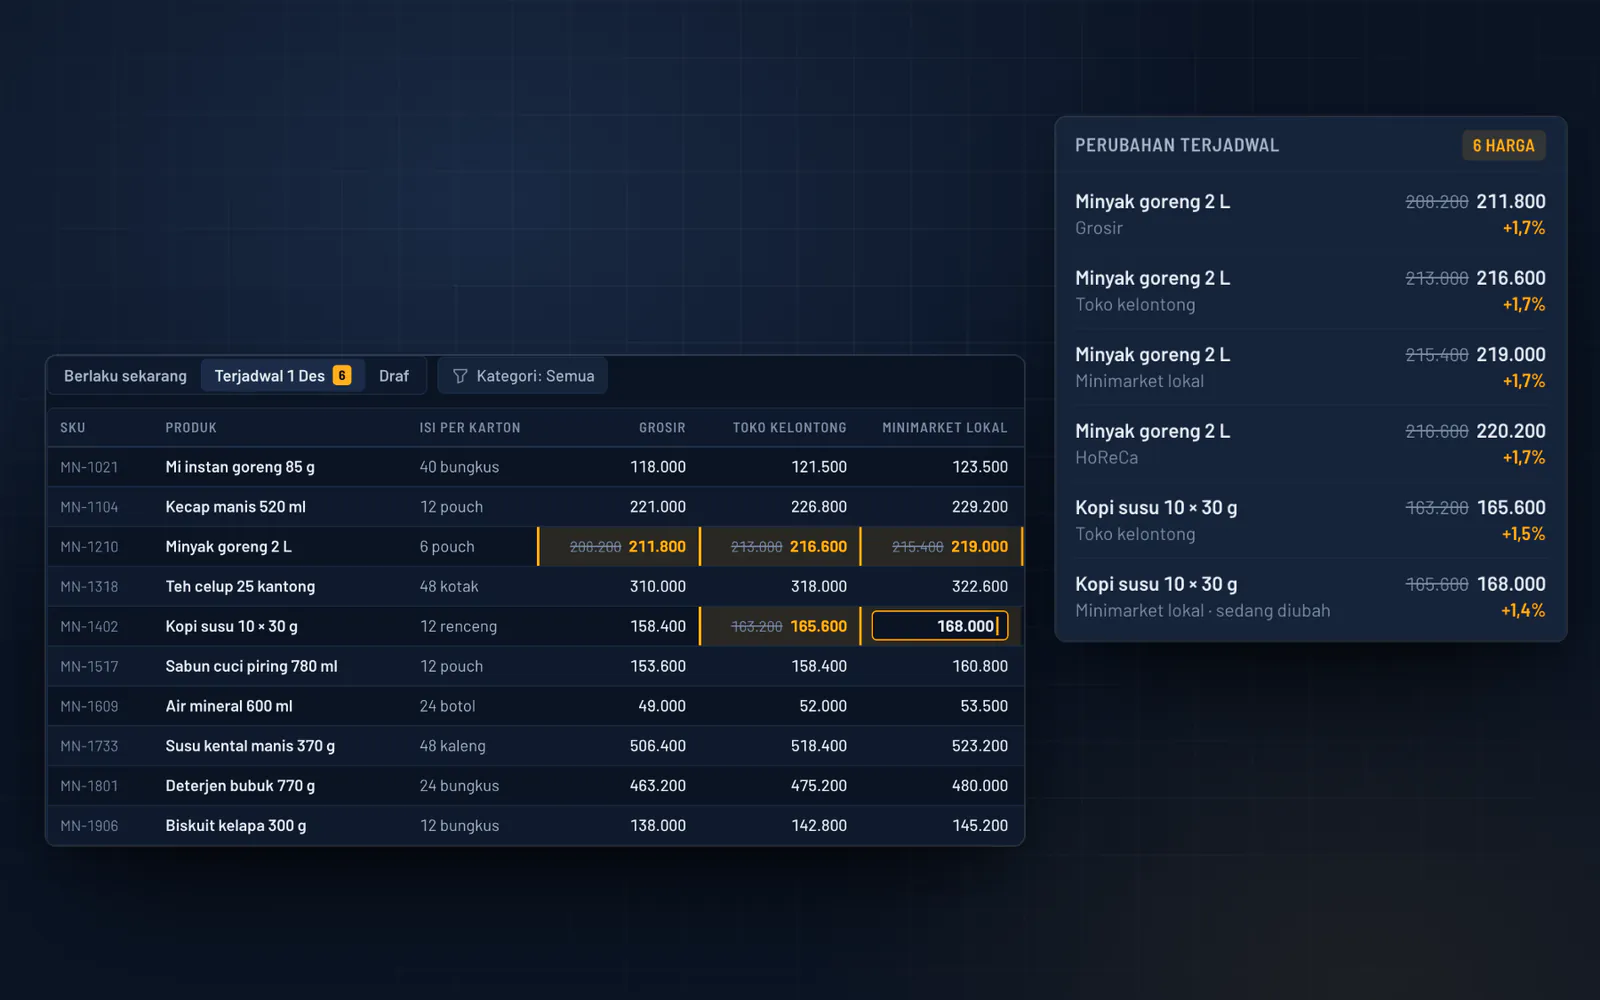 Berlaku sekarang Terjadwal 1 Des 6 Draf Kategori: Semua
SKU PRODUK ISI PER KARTON GROSIR TOKO KELONTONG MINIMARKET LOKAL
MN-1021 Mi instan goreng 85 g 40 bungkus 118.000 121.500 123.500
MN-1104 Kecap manis 520 ml 12 pouch 221.000 226.800 229.200
MN-1210 Minyak goreng 2 L 6 pouch 208.200 211.800 213.000 216.600 215.400 219.000
MN-1318 Teh celup 25 kantong 48 kotak 310.000 318.000 322.600
MN-1402 Kopi susu 10 × 30 g 12 renceng 158.400 163.200 165.600 168.000
MN-1517 Sabun cuci piring 780 ml 12 pouch 153.600 158.400 160.800
MN-1609 Air mineral 600 ml 24 botol 49.000 52.000 53.500
MN-1733 Susu kental manis 370 g 48 kaleng 506.400 518.400 523.200
MN-1801 Deterjen bubuk 770 g 24 bungkus 463.200 475.200 480.000
MN-1906 Biskuit kelapa 300 g 12 bungkus 138.000 142.800 145.200
PERUBAHAN TERJADWAL 6 HARGA
Minyak goreng 2 L 208.200 211.800
Grosir +1,7%
Minyak goreng 2 L 213.000 216.600
Toko kelontong +1,7%
Minyak goreng 2 L 215.400 219.000
Minimarket lokal +1,7%
Minyak goreng 2 L 216.600 220.200
HoReCa +1,7%
Kopi susu 10 × 30 g 163.200 165.600
Toko kelontong +1,5%
Kopi susu 10 × 30 g 165.600 168.000
Minimarket lokal · sedang diubah +1,4%